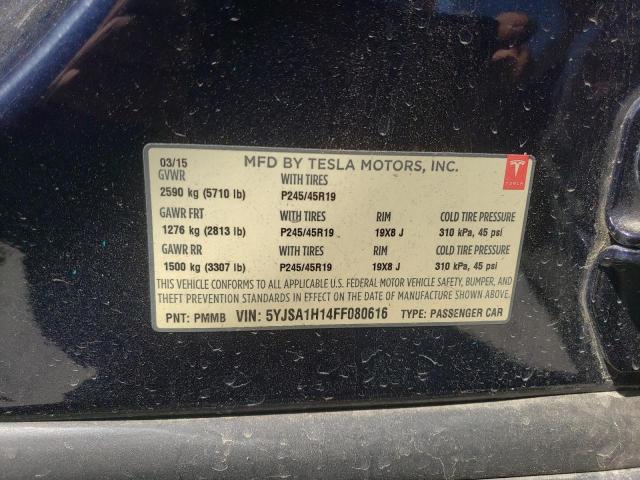 03/15 MFD BY TESLA MOTORS, INC.
GVWR WITH TIRES
2590 kg (5710 lb) P245/45R19
GAWR FRT WITH TIRES RIM COLD TIRE PRESSURE
1276 kg (2813 lb) P245/45R19 19X8 J 310 kPa, 45 psi
GAWR RR WITH TIRES RIM COLD TIRE PRESSURE
1500 kg (3307 lb) P245/45R19 19X8 J 310 kPa, 45 psi
THIS VEHICLE CONFORMS TO ALL APPLICABLE U.S. FEDERAL MOTOR VEHICLE SAFETY, BUMPER, AND
THEFT PREVENTION STANDARDS IN EFFECT ON THE DATE OF MANUFACTURE SHOWN ABOVE.
PNT: PMMB VIN: 5YJSA1H14FF080616 TYPE: PASSENGER CAR
TESLA